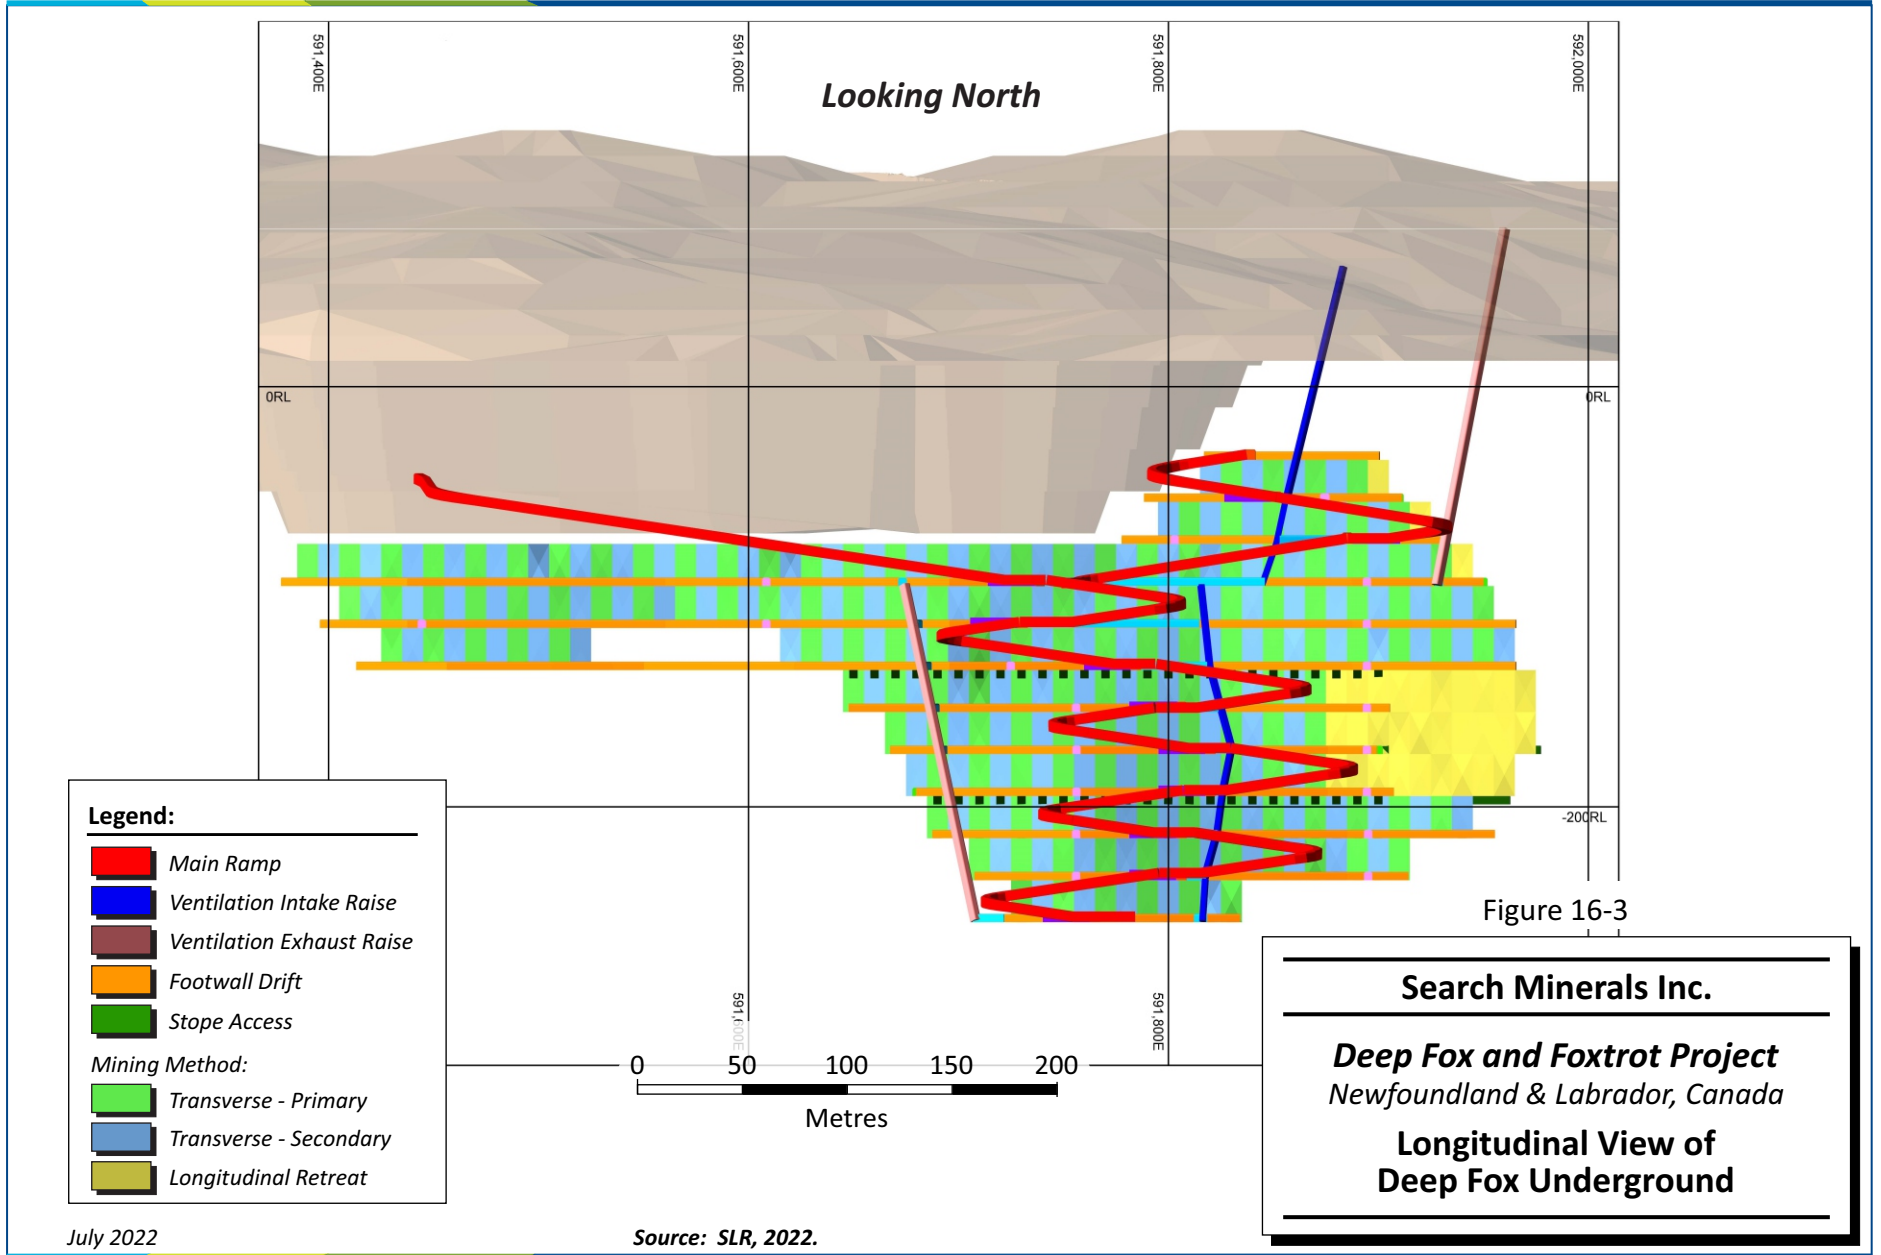 591,400E
591,600E
591,800E
592,000E
Looking North
0RL
0RL
-200RL
Legend:
Main Ramp
Ventilation Intake Raise
Ventilation Exhaust Raise
Footwall Drift
Stope Access
Mining Method:
Transverse - Primary
Transverse - Secondary
Longitudinal Retreat
591,600E
591,800E
0 50 100 150 200
Metres
Figure 16-3
Search Minerals Inc.
Deep Fox and Foxtrot Project
Newfoundland & Labrador, Canada
Longitudinal View of
Deep Fox Underground
July 2022
Source: SLR, 2022.